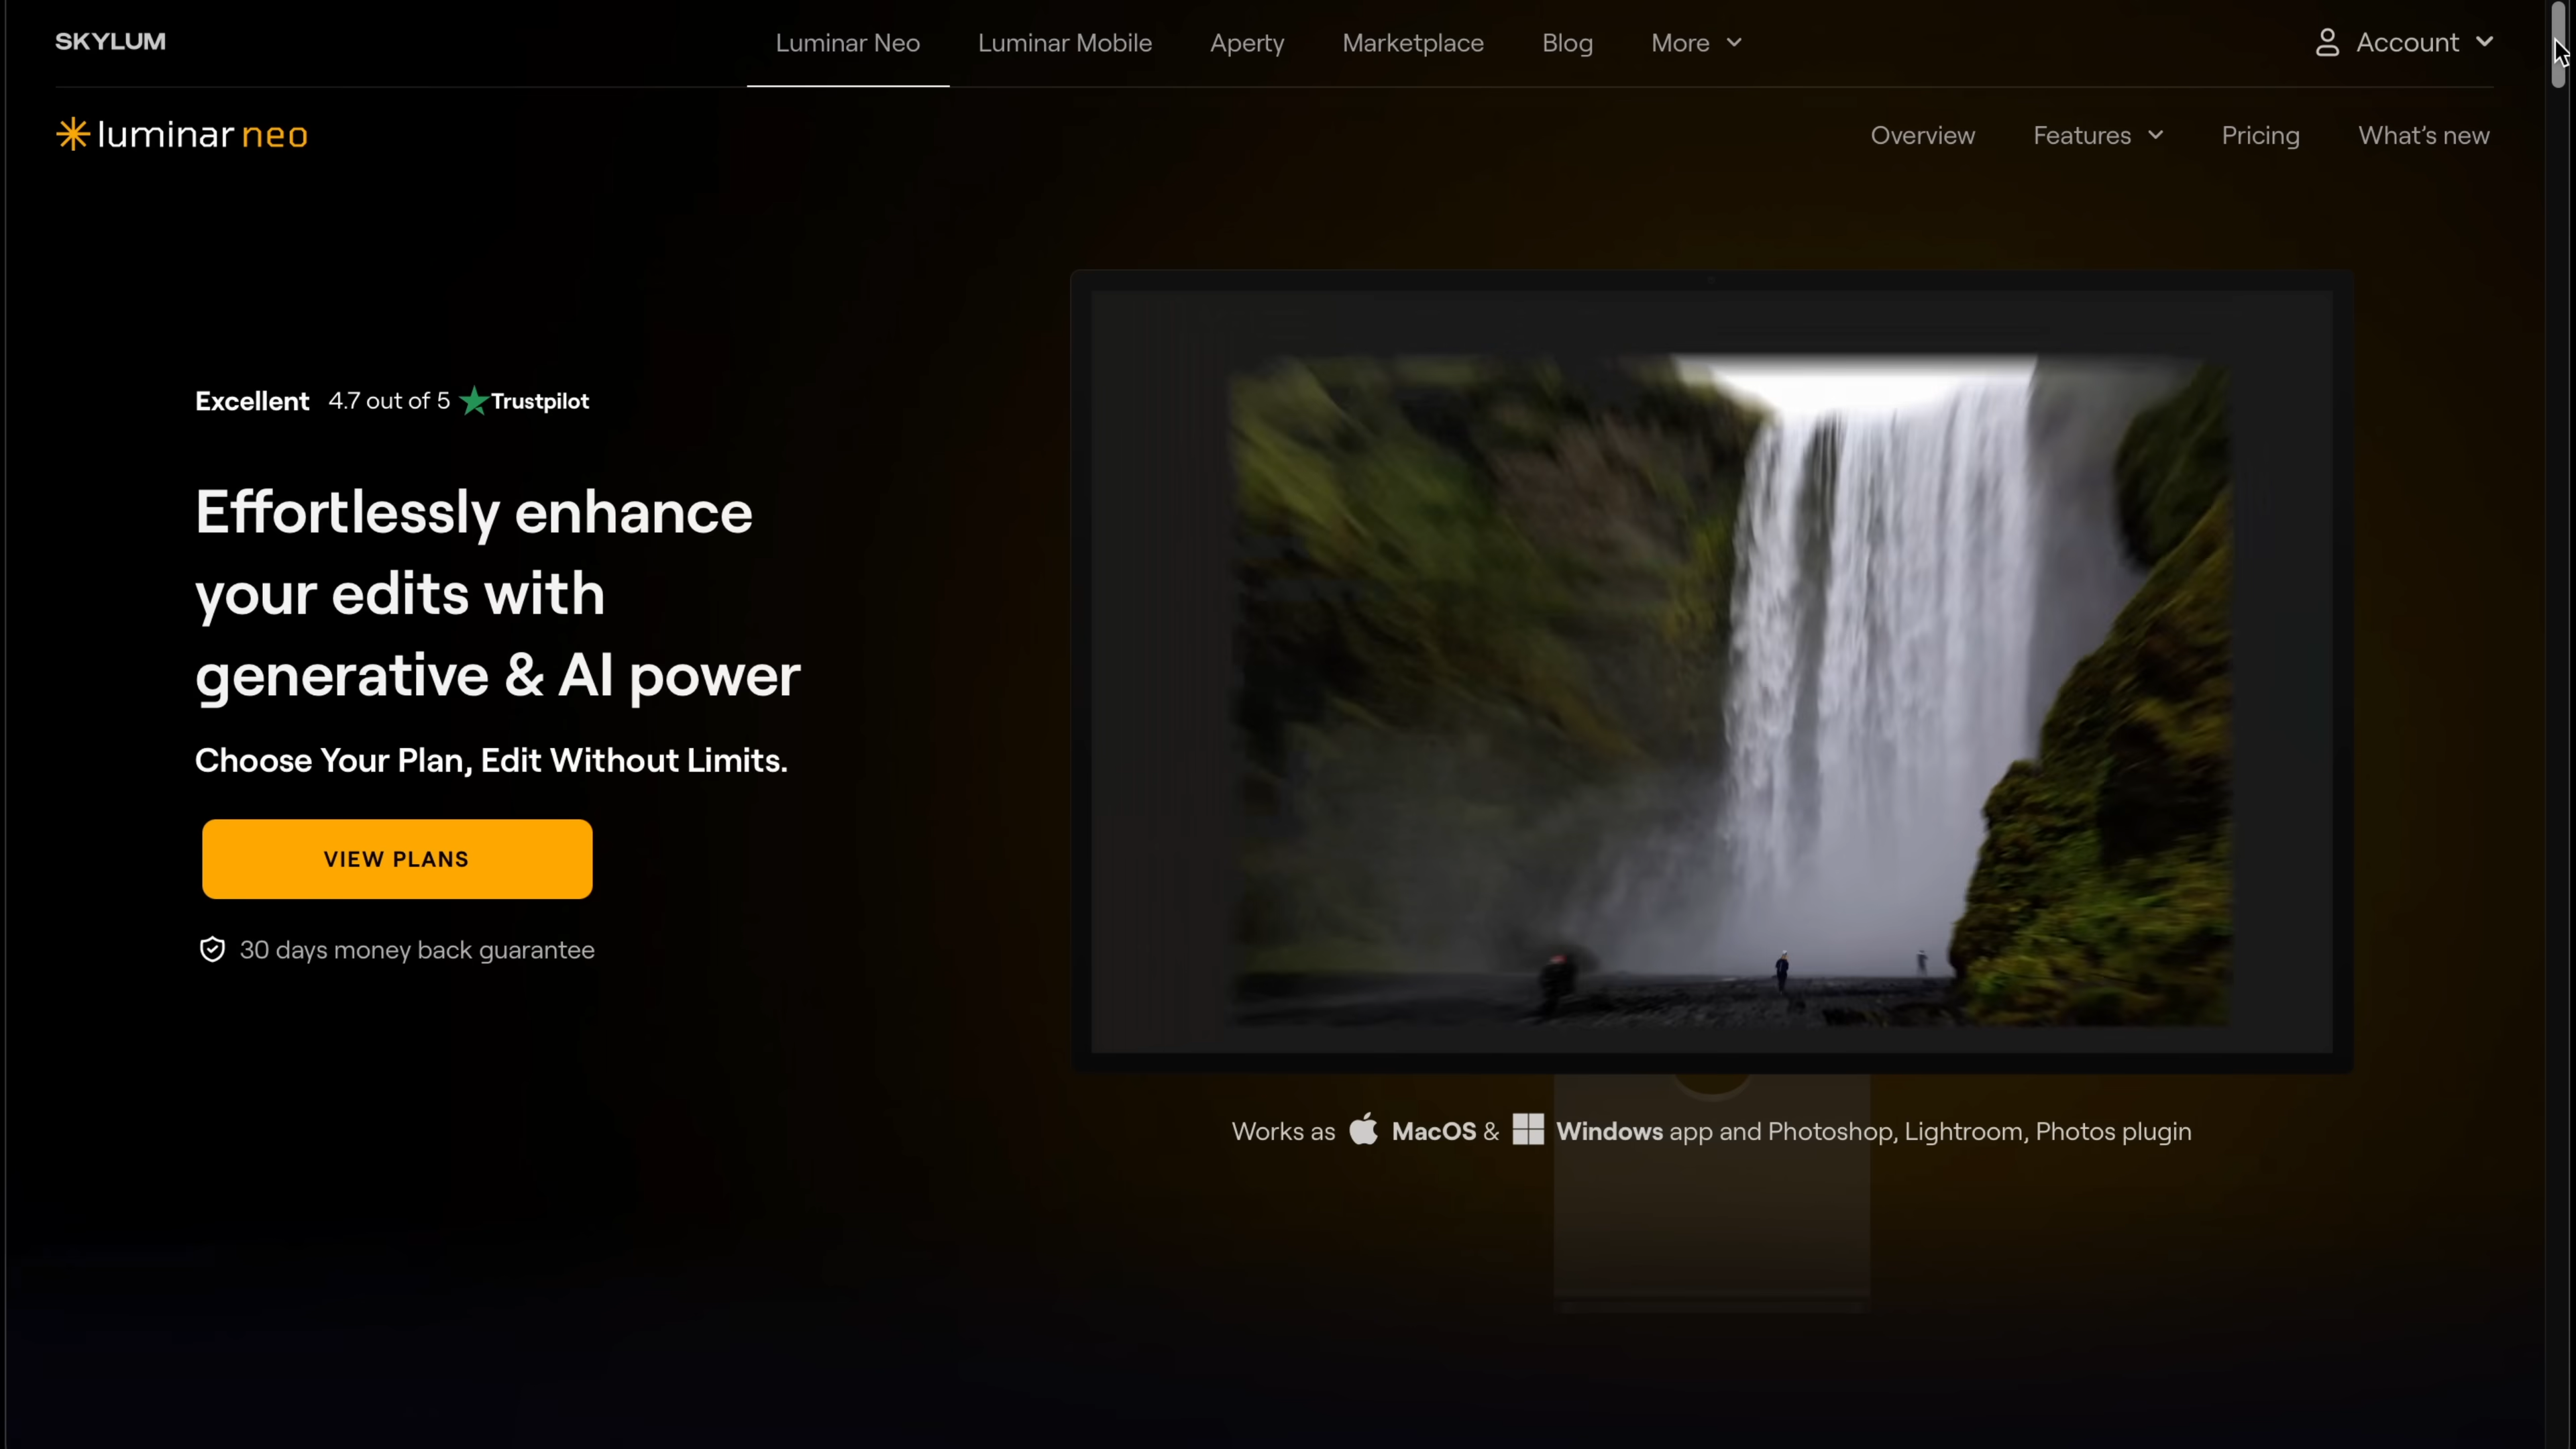 SKYLUM
Luminar Neo
Luminar Mobile
Aperty
Marketplace
Blog
More
Account
luminar neo
Overview
Features
Pricing
What’s new
Excellent 4.7 out of 5 Trustpilot
Effortlessly enhance
your edits with
generative & AI power
Choose Your Plan, Edit Without Limits.
VIEW PLANS
30 days money back guarantee
Works as MacOS & Windows app and Photoshop, Lightroom, Photos plugin